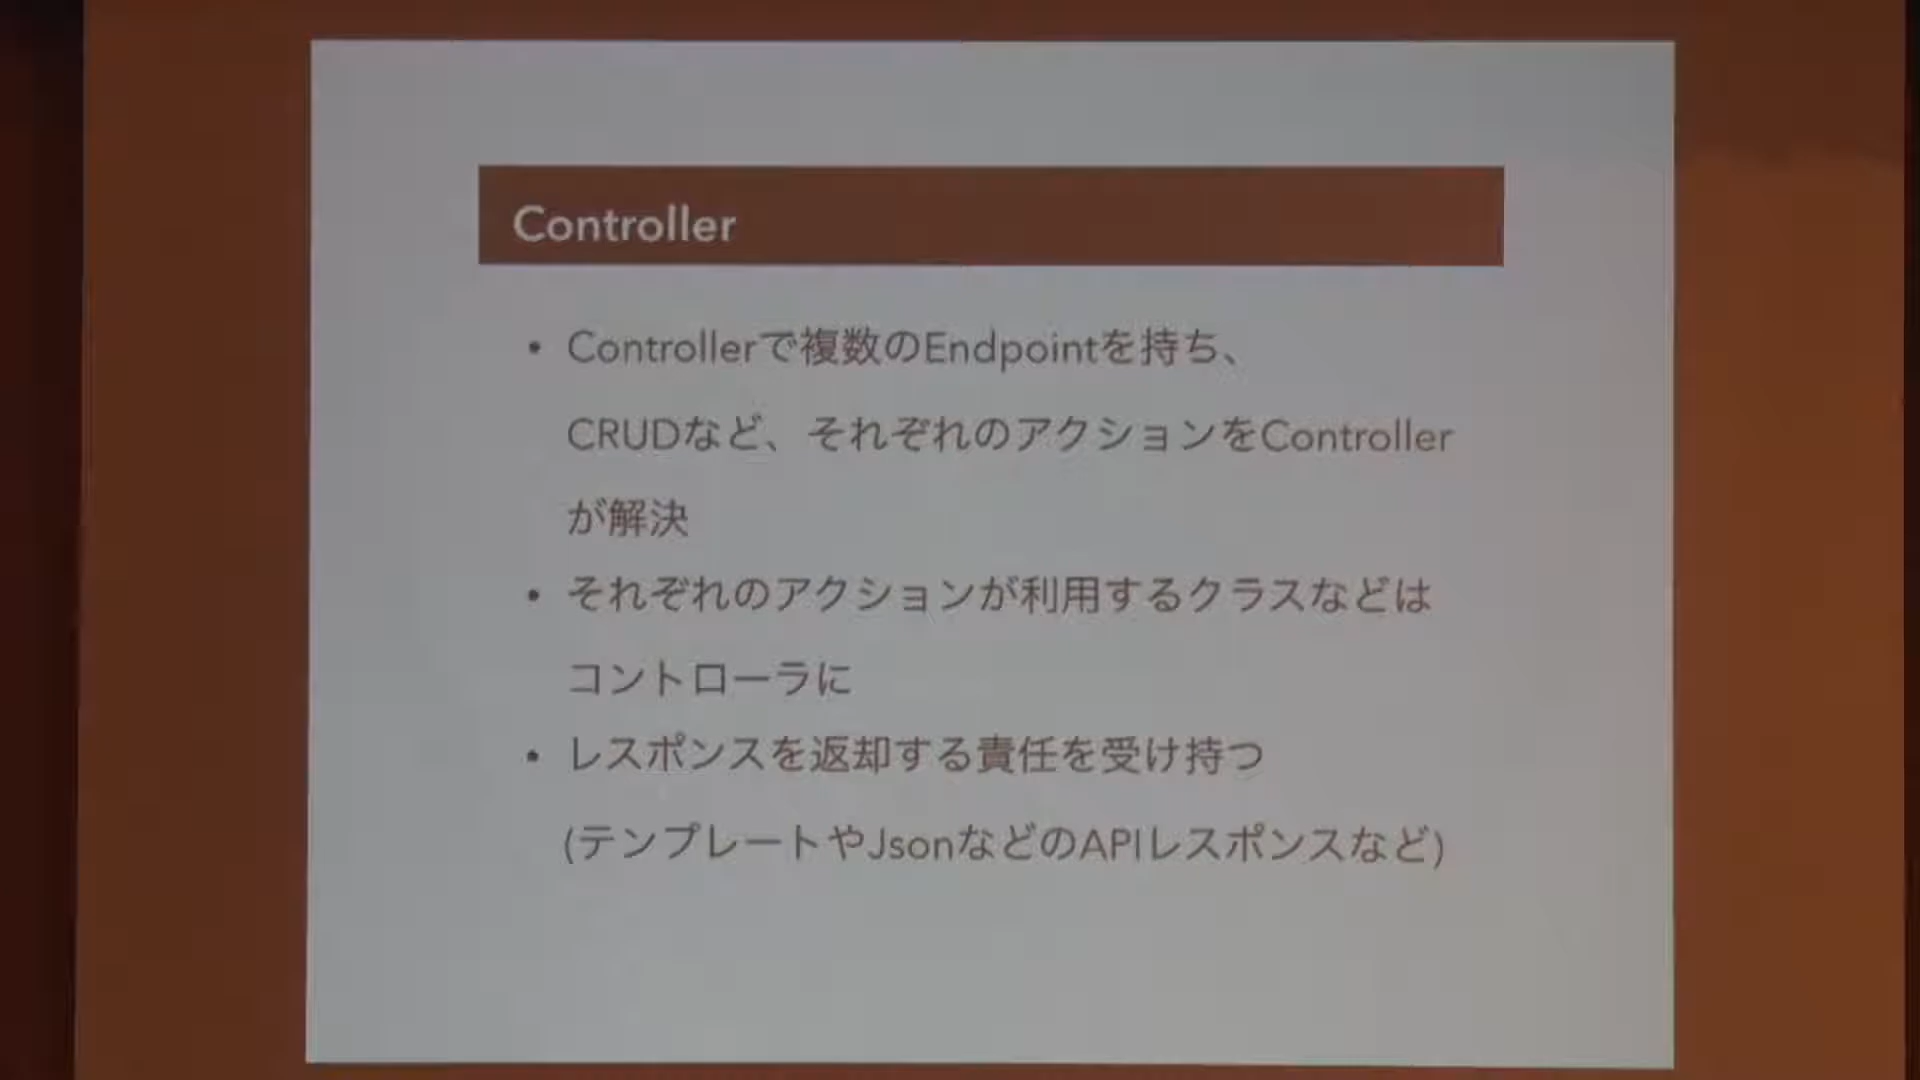 Controller
• Controllerで複数のEndpointを持ち、
CRUDなど、それぞれのアクションをController
が解決
• それぞれのアクションが利用するクラスなどは
コントローラに
• レスポンスを返却する責任を受け持つ
(テンプレートやJsonなどのAPIレスポンスなど)